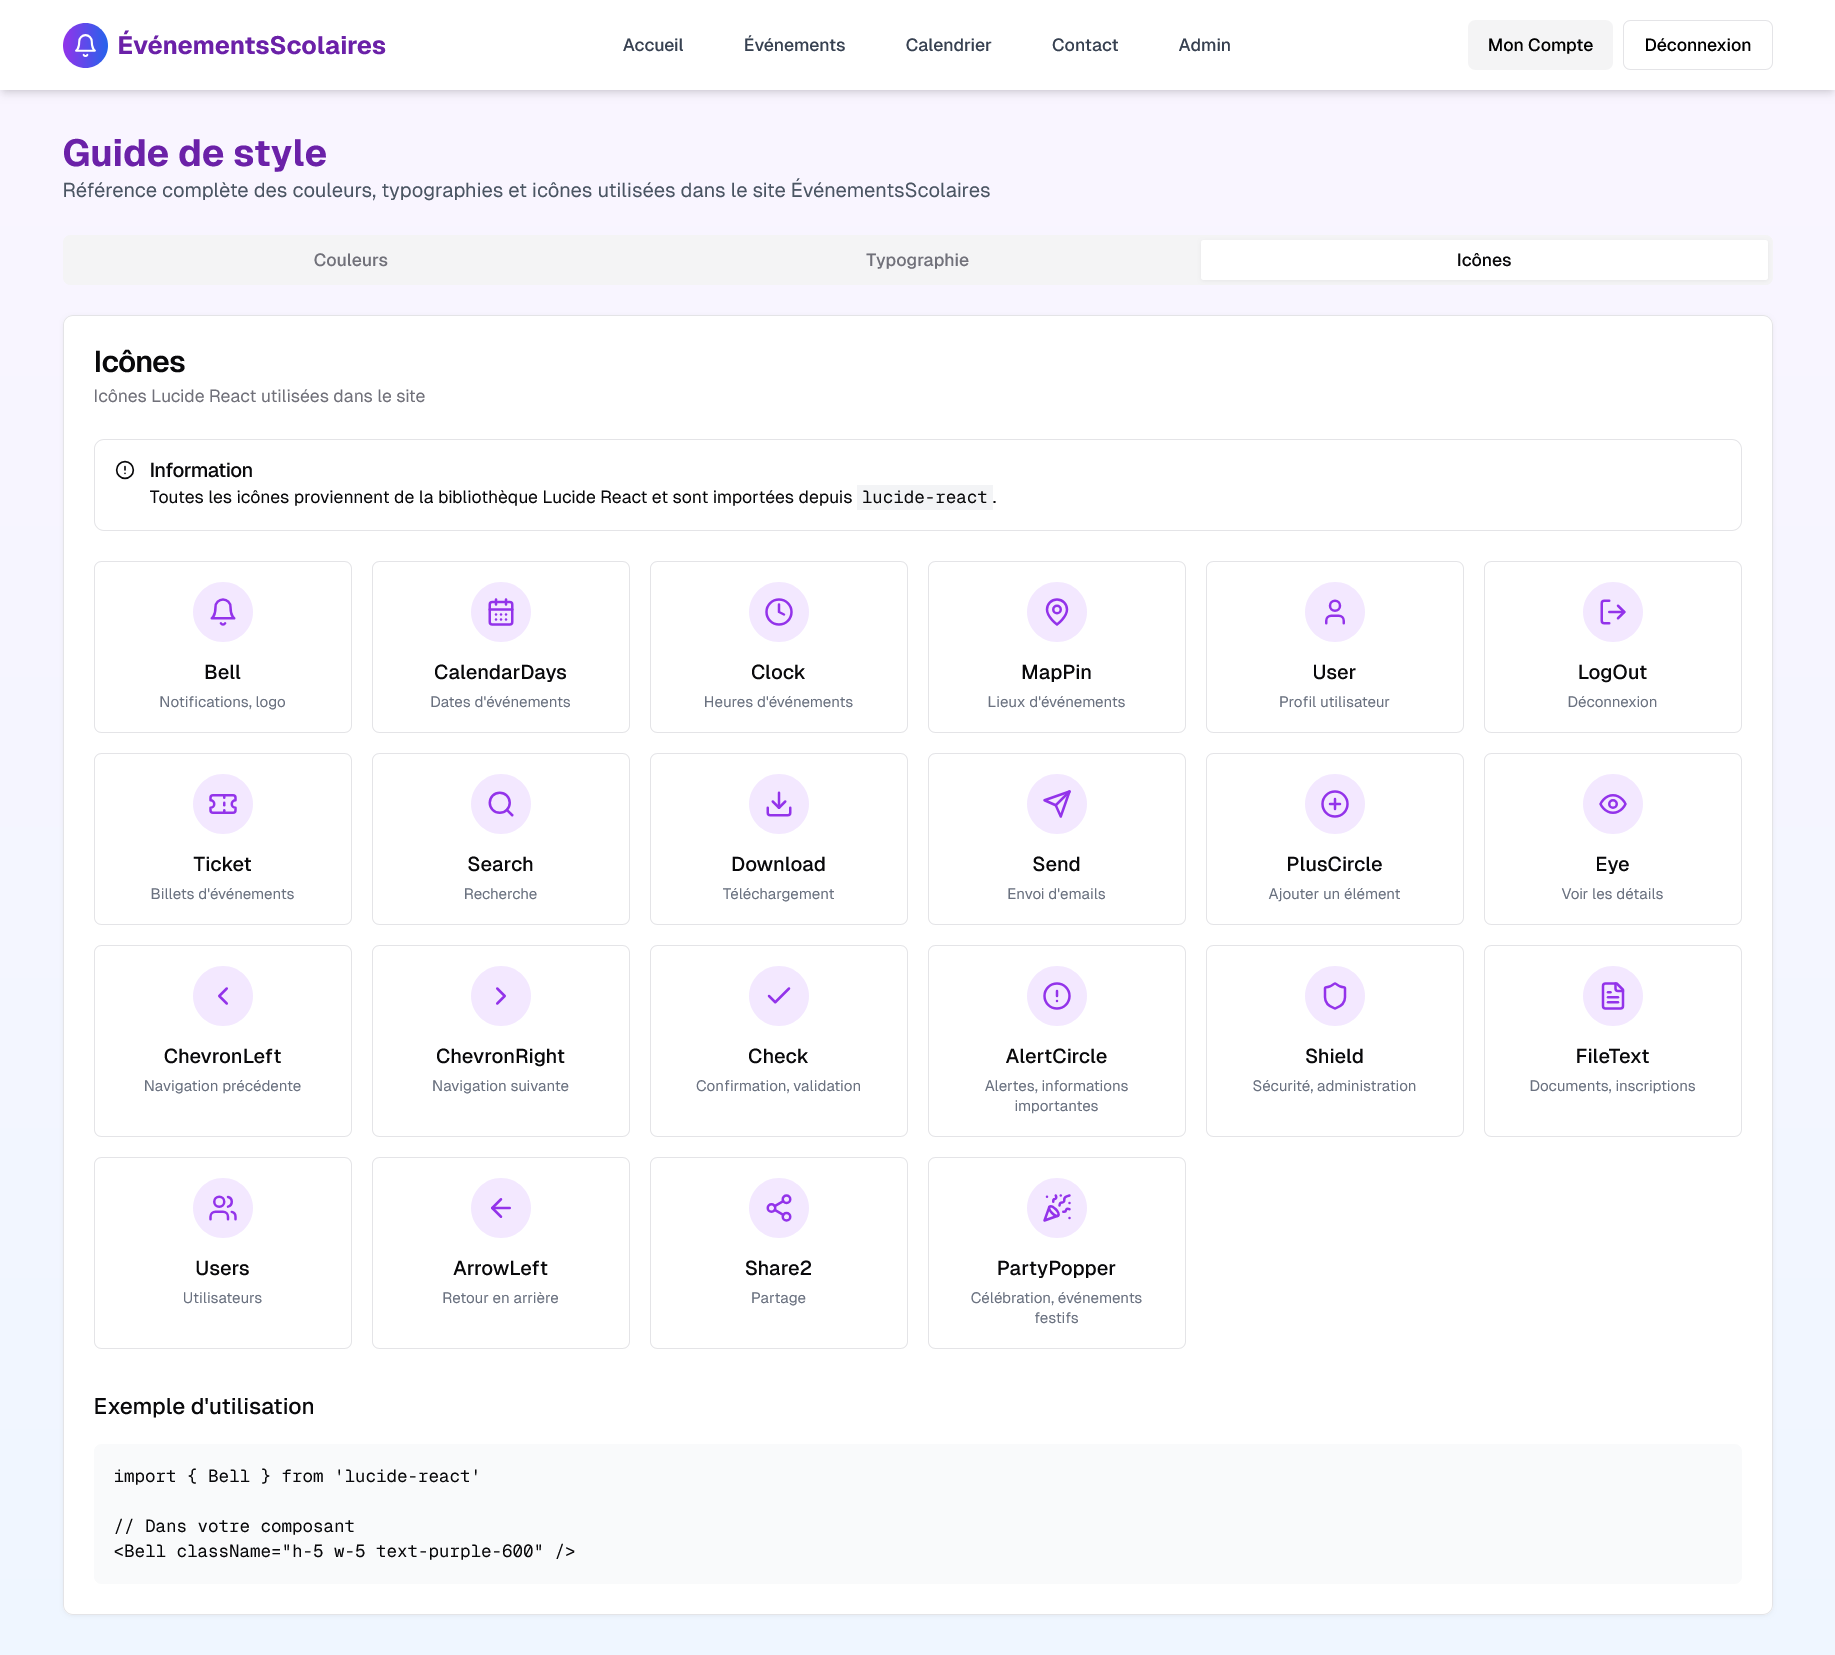 ÉvénementsScolaires
Accueil
Événements
Calendrier
Contact
Admin
Mon Compte
Déconnexion
Guide de style
Référence complète des couleurs, typographies et icônes utilisées dans le site ÉvénementsScolaires
Couleurs
Typographie
Icônes
Icônes
Icônes Lucide React utilisées dans le site
Information
Toutes les icônes proviennent de la bibliothèque Lucide React et sont importées depuis lucide-react.
Bell
Notifications, logo
CalendarDays
Dates d'événements
Clock
Heures d'événements
MapPin
Lieux d'événements
User
Profil utilisateur
LogOut
Déconnexion
Ticket
Billets d'événements
Search
Recherche
Download
Téléchargement
Send
Envoi d'emails
PlusCircle
Ajouter un élément
Eye
Voir les détails
ChevronLeft
Navigation précédente
ChevronRight
Navigation suivante
Check
Confirmation, validation
AlertCircle
Alertes, informations
importantes
Shield
Sécurité, administration
FileText
Documents, inscriptions
Users
Utilisateurs
ArrowLeft
Retour en arrière
Share2
Partage
PartyPopper
Célébration, événements
festifs
Exemple d'utilisation
import { Bell } from 'lucide-react'
// Dans votre composant
<Bell className="h-5 w-5 text-purple-600" />